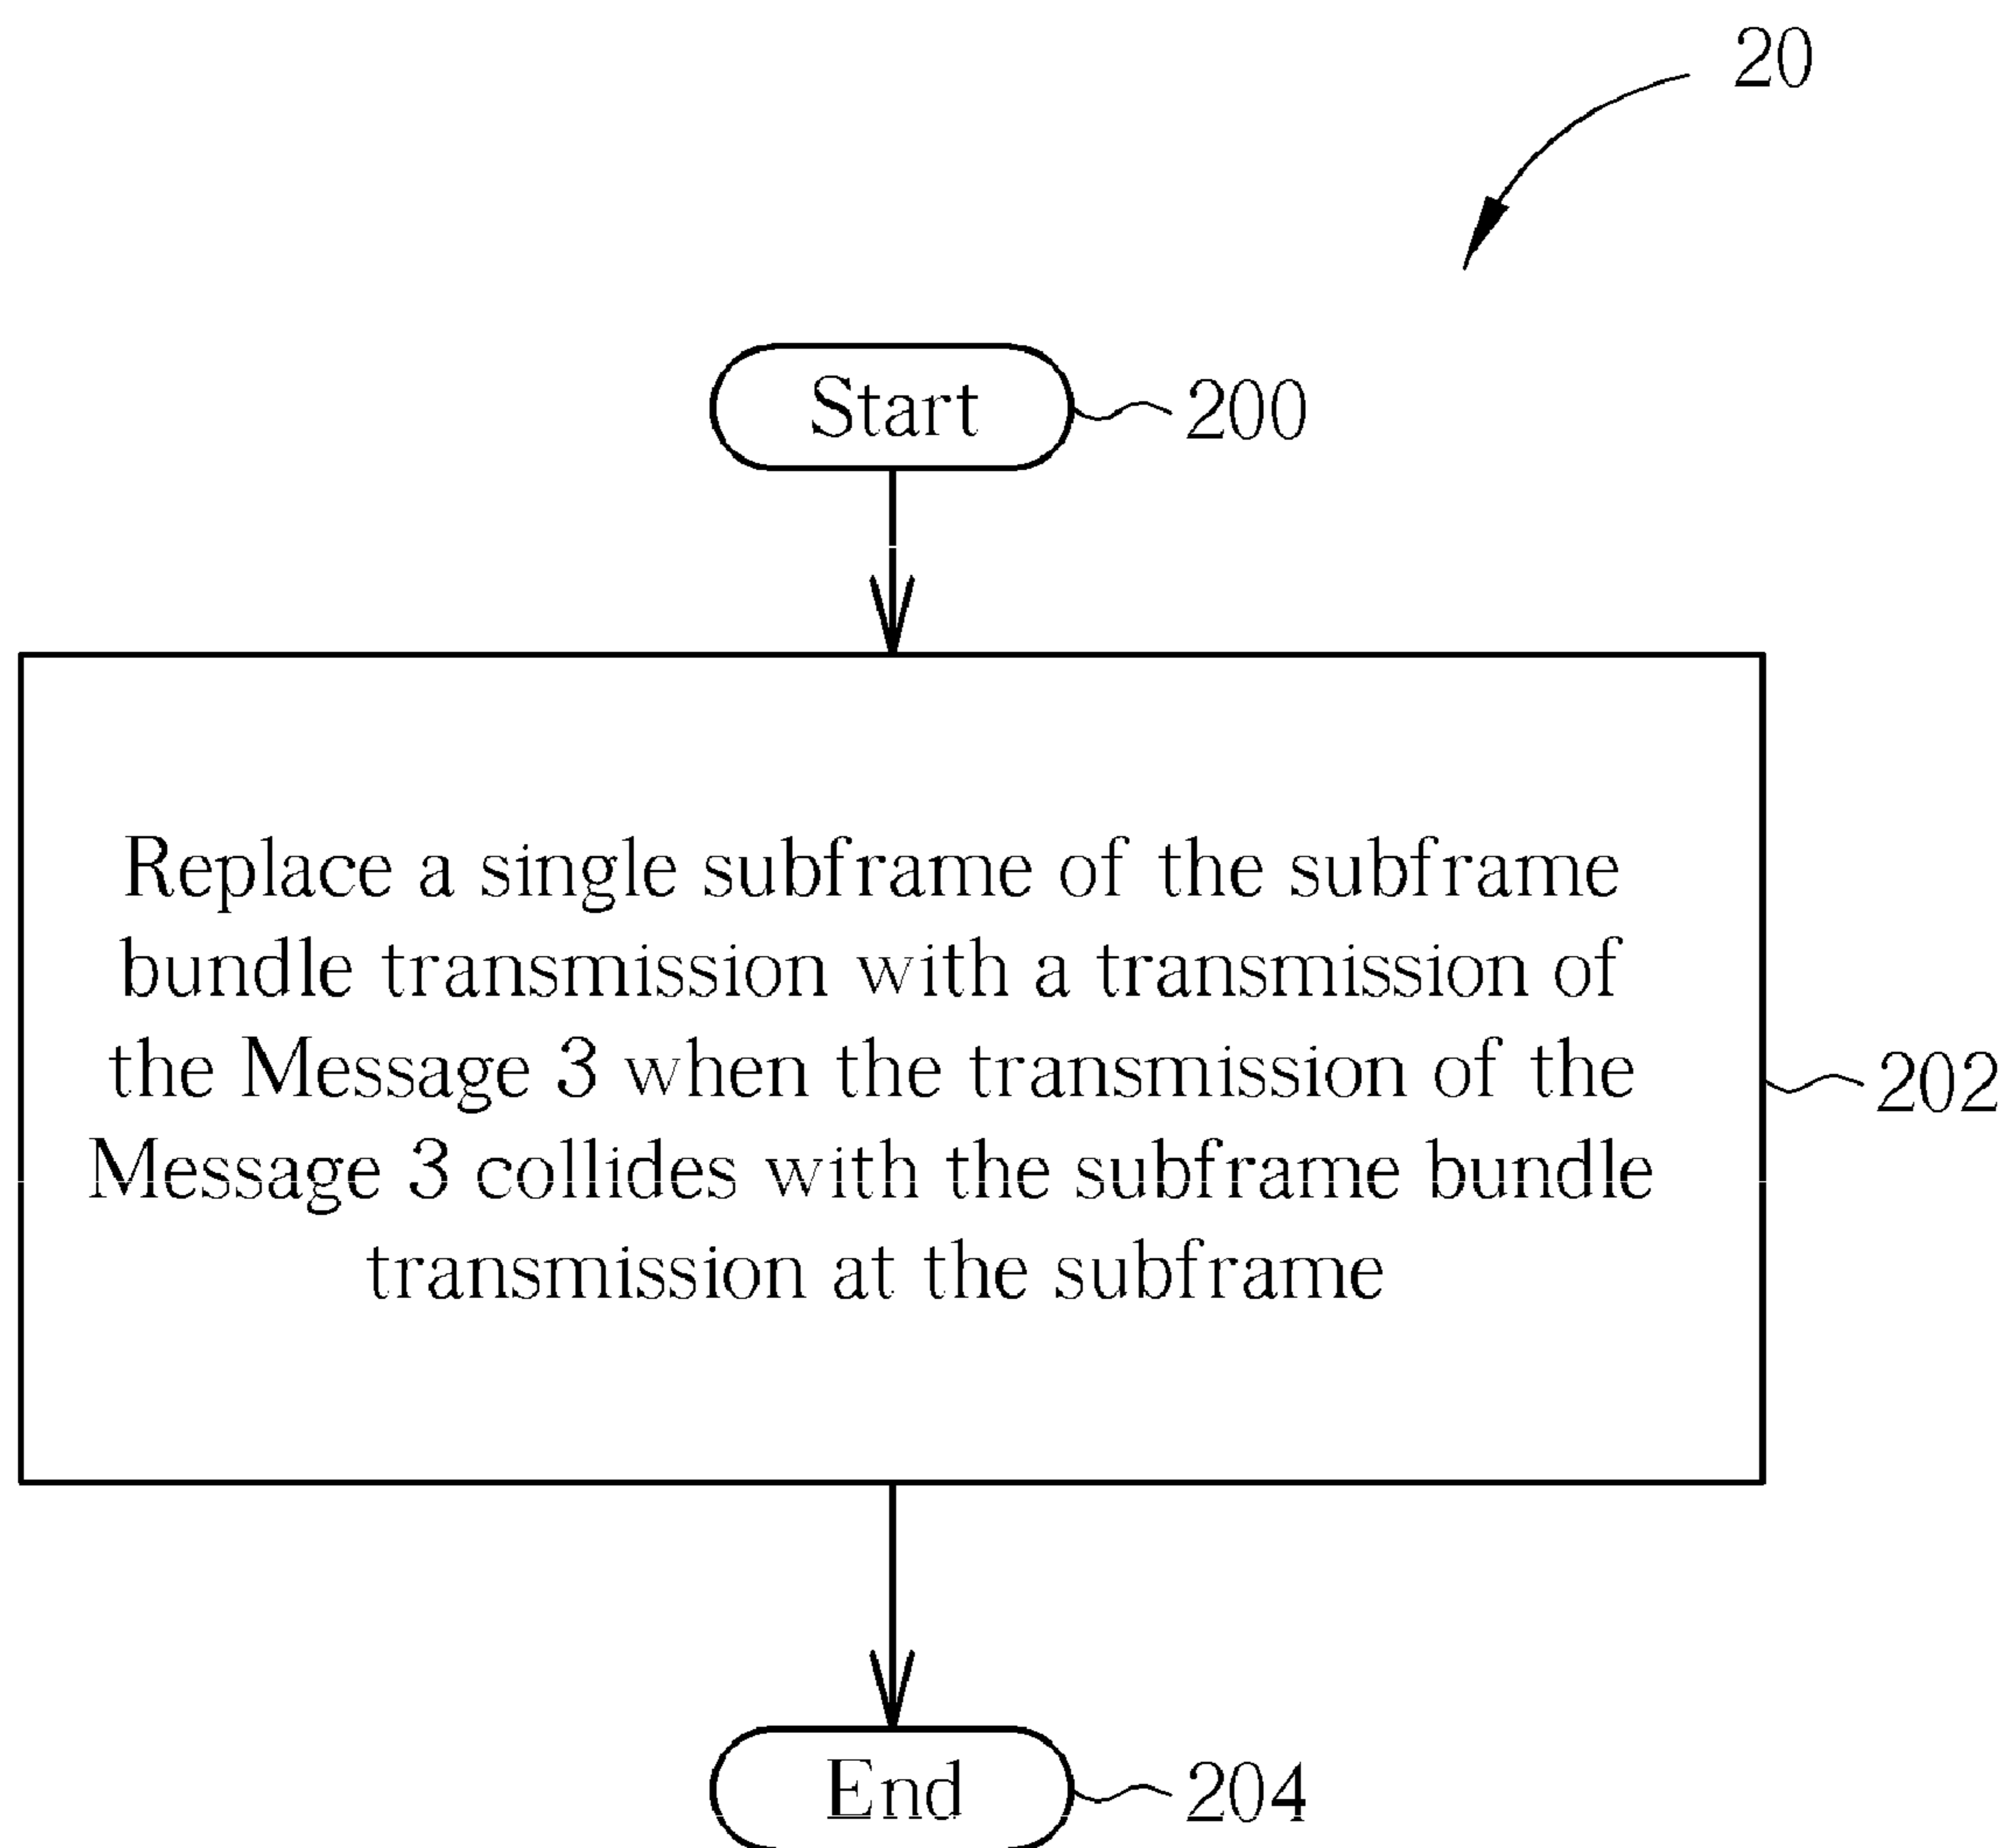 20
Start
200
Replace a single subframe of the subframe
bundle transmission with a transmission of
the Message 3 when the transmission of the
Message 3 collides with the subframe bundle
transmission at the subframe
202
End
204